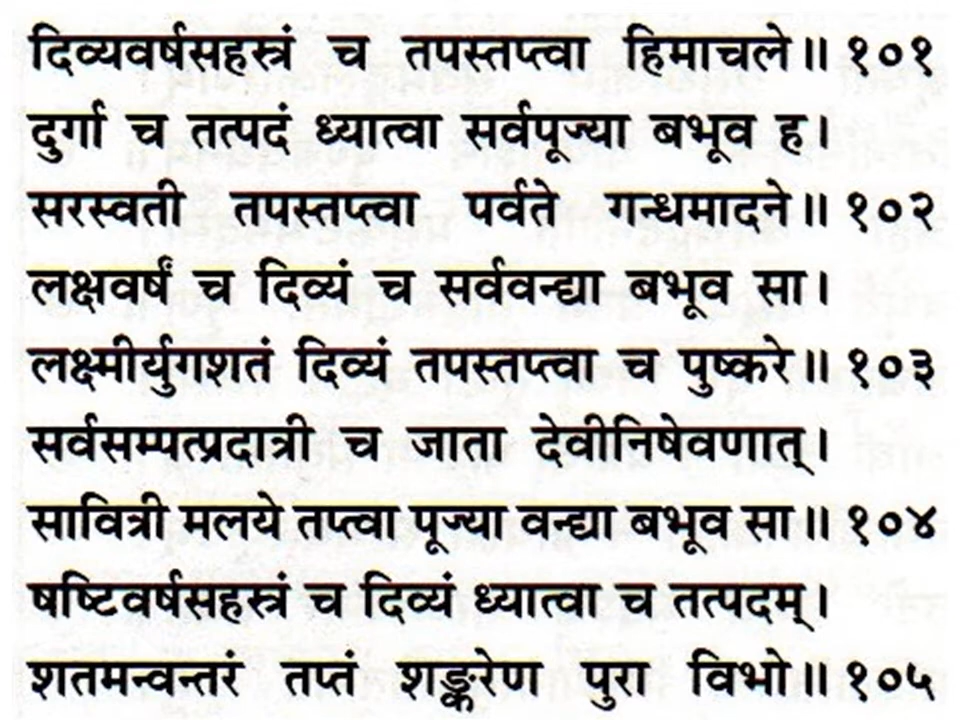 दिव्यवर्षसहस्त्रं च तपस्तप्त्वा हिमाचले॥ १०१
दुर्गा च तत्पदं ध्यात्वा सर्वपूज्या बभूव ह।
सरस्वती तपस्तप्त्वा पर्वते गन्धमादने॥ १०२
लक्षवर्षं च दिव्यं च सर्ववन्द्या बभूव सा।
लक्ष्मीर्युगशतं दिव्यं तपस्तप्त्वा च पुष्करे॥ १०३
सर्वसम्पत्प्रदात्री च जाता देवीनिषेवणात्।
सावित्री मलये तप्त्वा पूज्या वन्द्या बभूव सा॥ १०४
षष्टिवर्षसहस्त्रं च दिव्यं ध्यात्वा च तत्पदम्।
शतमन्वन्तरं तप्तं शङ्करेण पुरा विभो॥ १०५